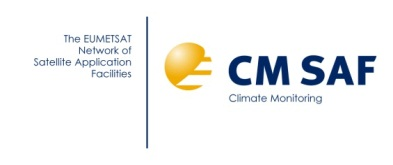 The EUMETSAT
Network of
Satellite Application
Facilities
CM SAF
Climate Monitoring